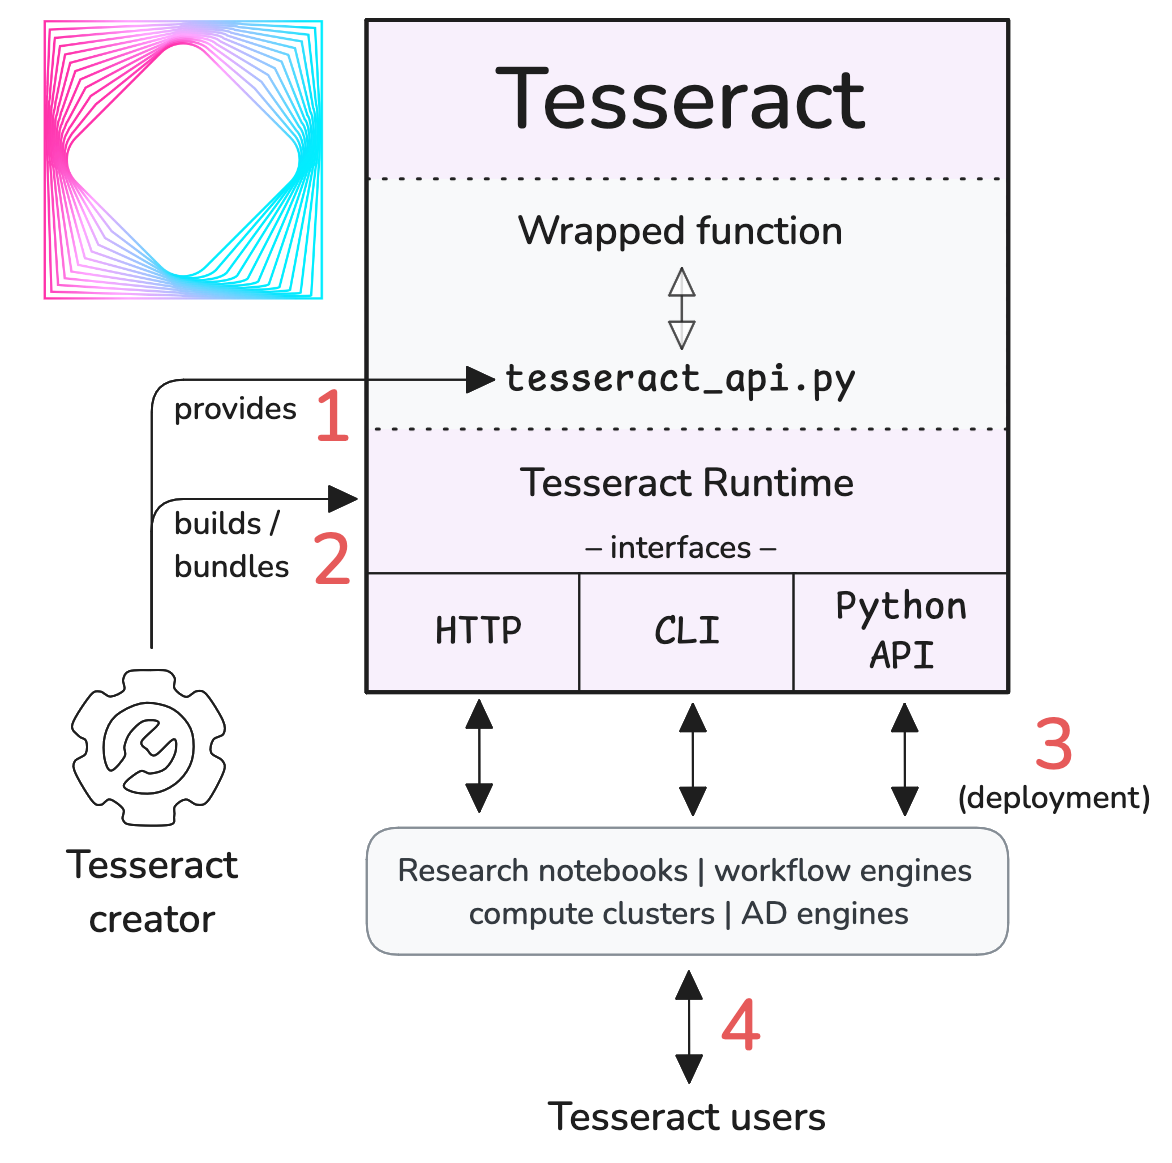 Tesseract
Wrapped function
tesseract_api.py
provides
1
Tesseract Runtime
builds /
bundles
2
– interfaces –
HTTP
CLI
Python
API
3
(deployment)
Tesseract
creator
Research notebooks | workflow engines
compute clusters | AD engines
4
Tesseract users